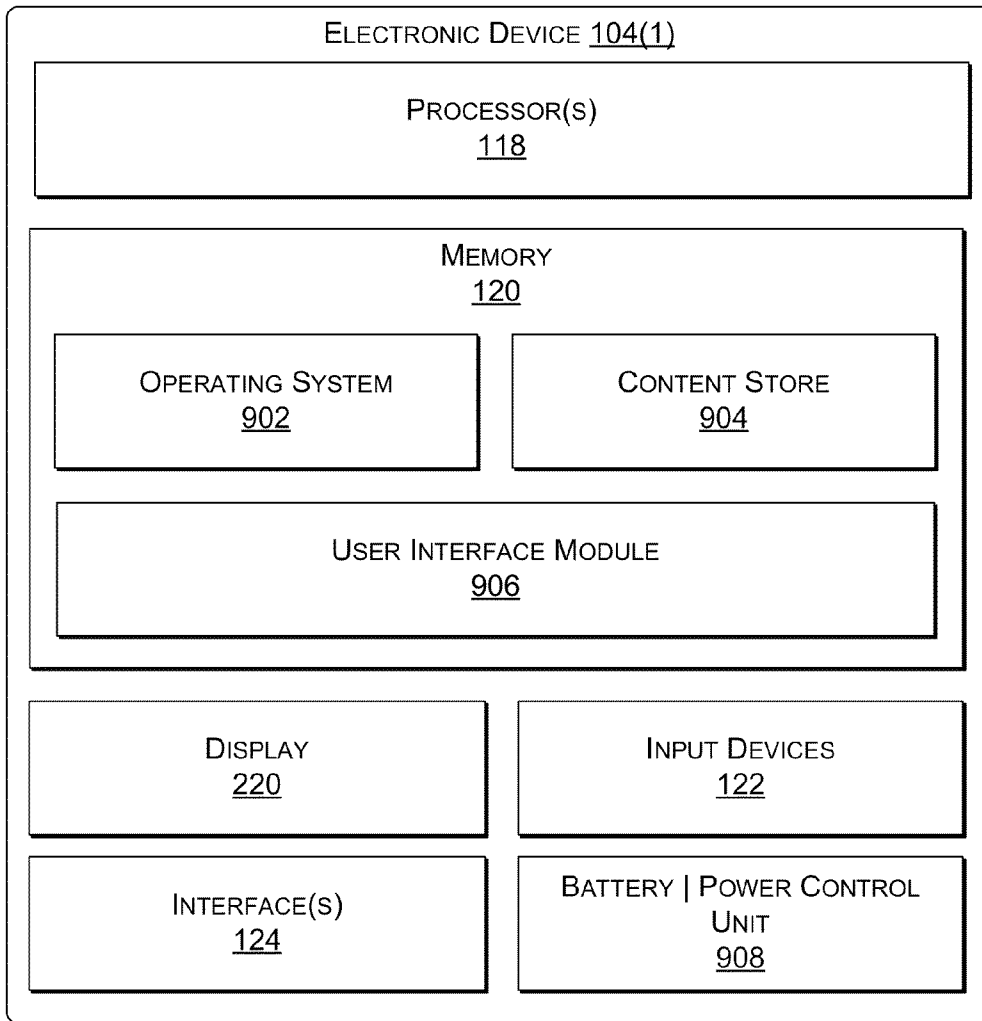 ELECTRONIC DEVICE 104(1)
PROCESSOR(S)
118
MEMORY
120
OPERATING SYSTEM
902
CONTENT STORE
904
USER INTERFACE MODULE
906
DISPLAY
220
INPUT DEVICES
122
INTERFACE(S)
124
BATTERY | POWER CONTROL
UNIT
908